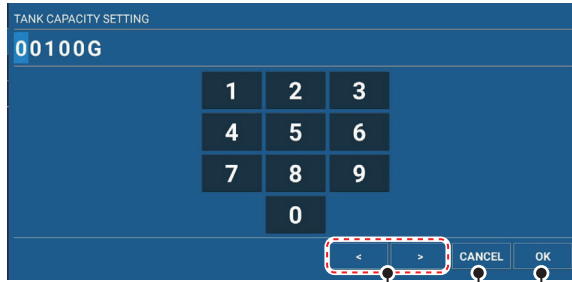 TANK CAPACITY SETTING
00100G
1 2 3
4 5 6
7 8 9
0
< > CANCEL OK